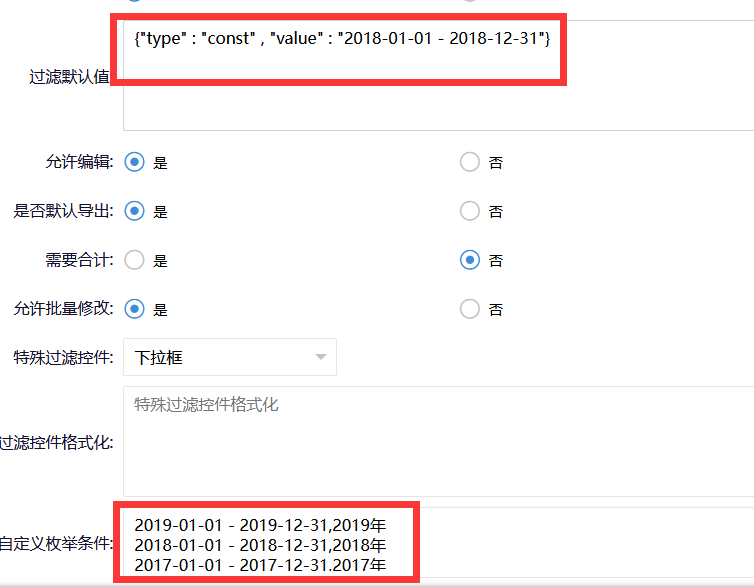 {"type" : "const" , "value" : "2018-01-01 - 2018-12-31"}
过滤默认值
允许编辑: 是 否
是否默认导出: 是 否
需要合计: 是 否
允许批量修改: 是 否
特殊过滤控件: 下拉框
特殊过滤控件格式化
过滤控件格式化:
2019-01-01 - 2019-12-31,2019年
自定义枚举条件: 2018-01-01 - 2018-12-31,2018年
2017-01-01 - 2017-12-31,2017年